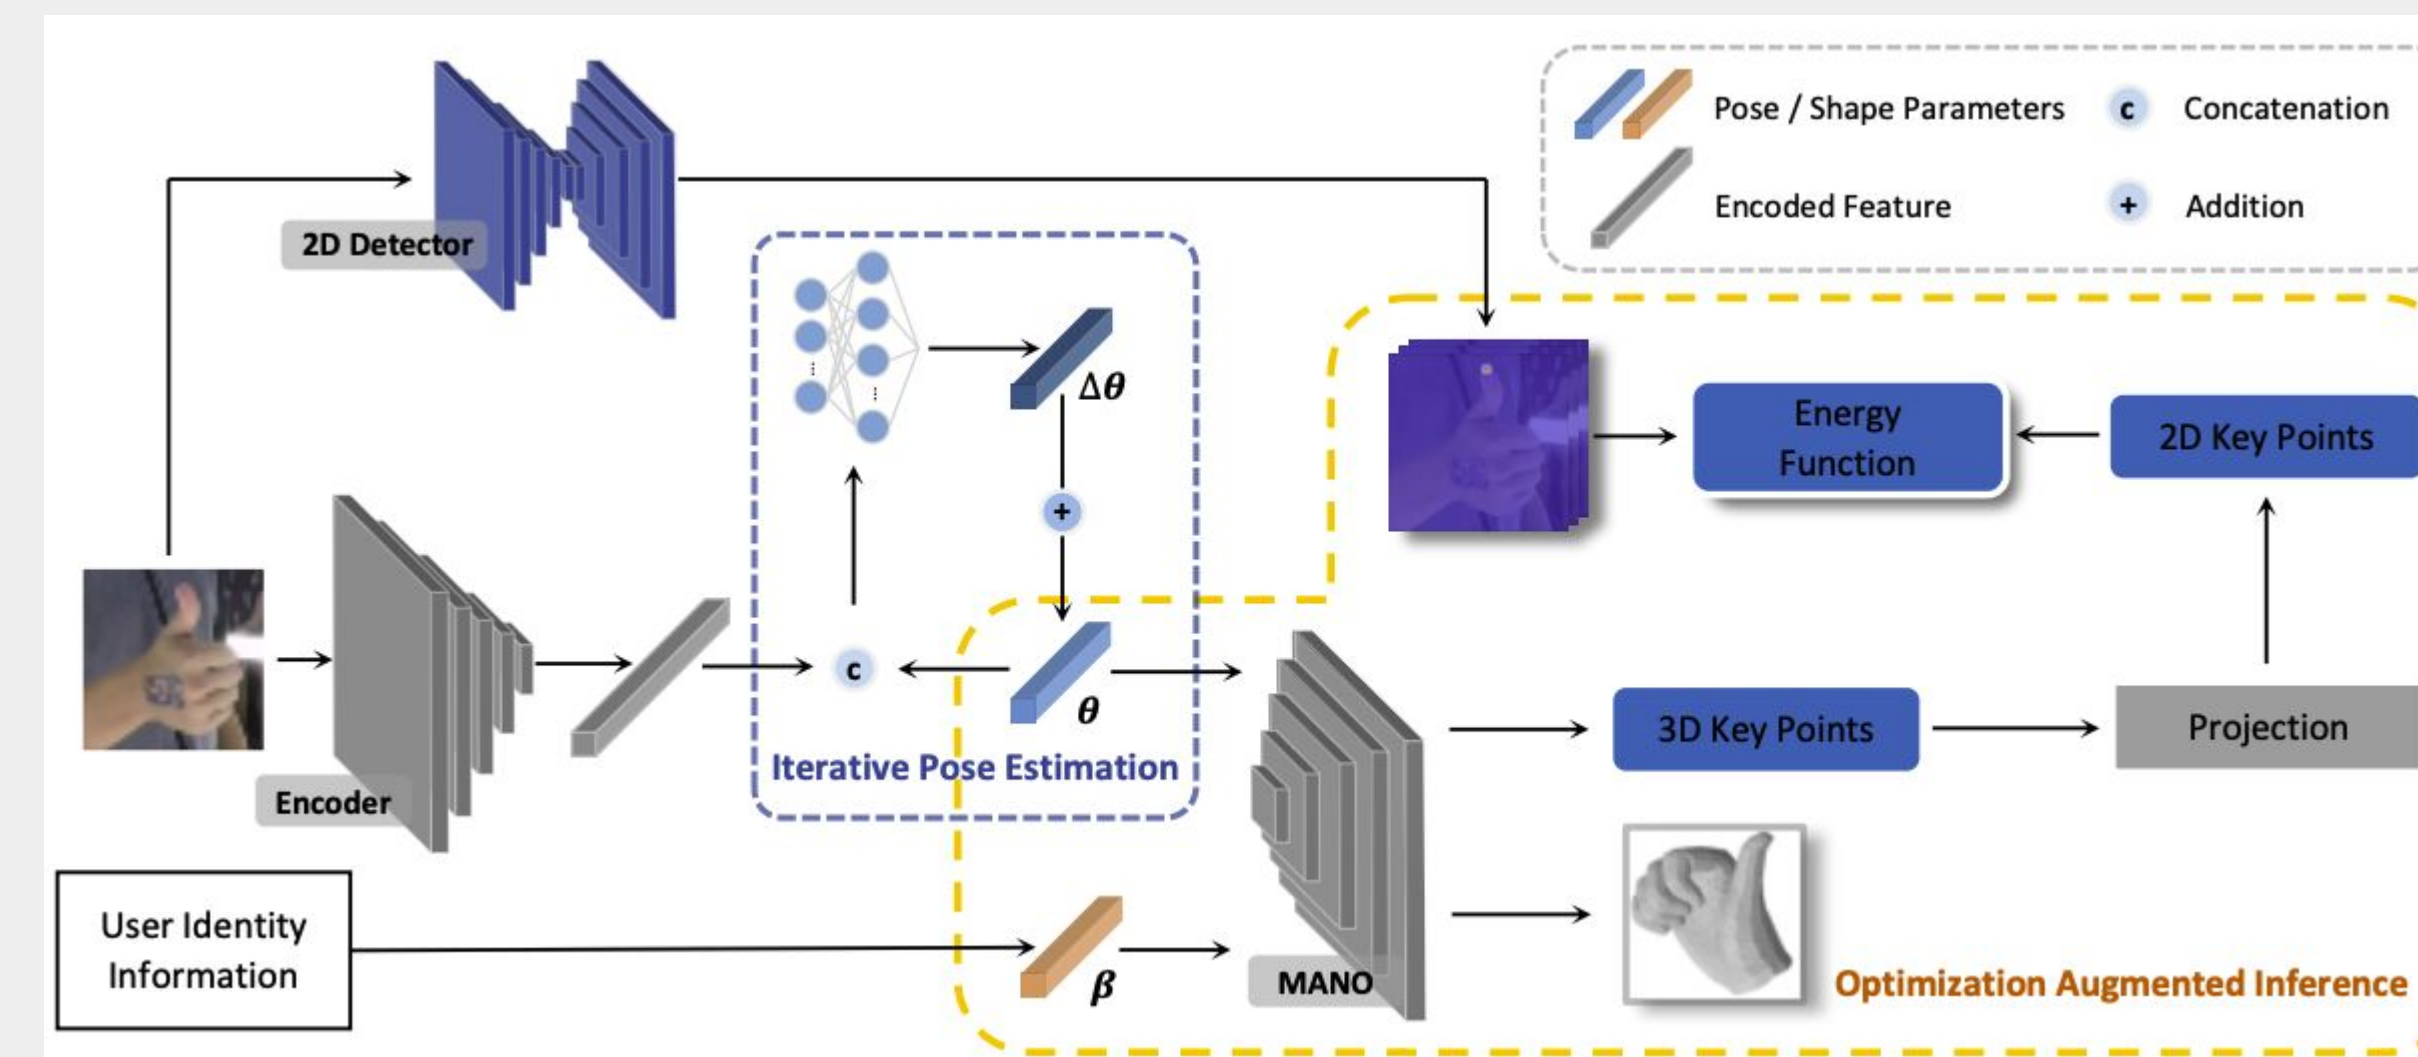 Pose / Shape Parameters
c
Concatenation
Encoded Feature
+
Addition
2D Detector
Δθ
+
Energy
Function
2D Key Points
c
θ
Iterative Pose Estimation
3D Key Points
Projection
Encoder
User Identity
Information
β
MANO
Optimization Augmented Inference